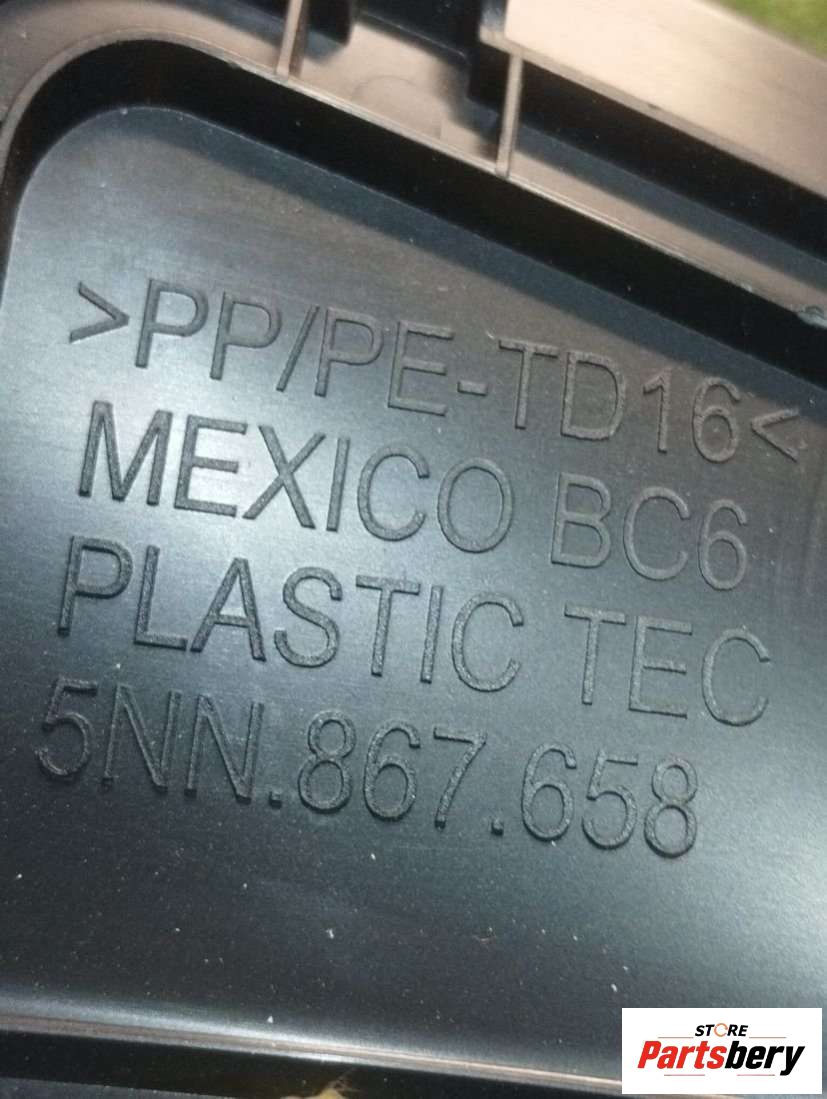 >PP/PE-TD16<
MEXICO BC6
PLASTIC TEC
5NN.867.658
STORE
Partsbery